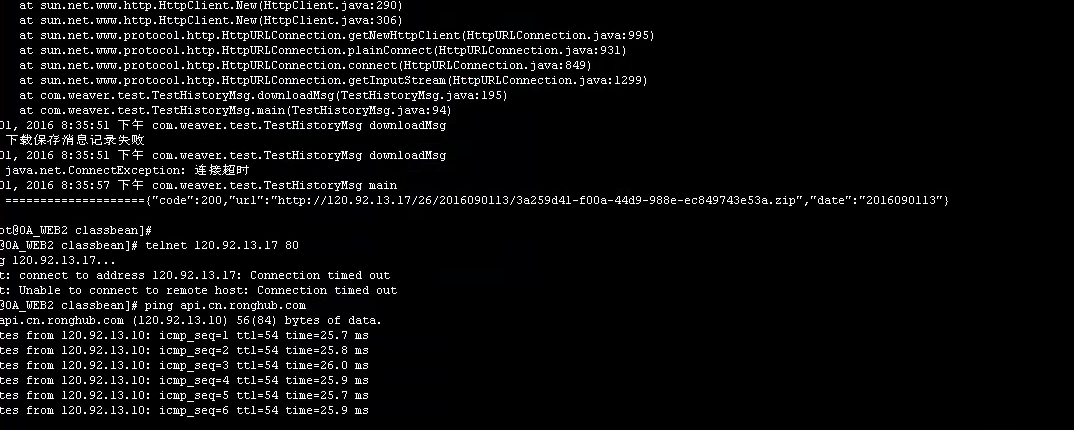 at sun.net.www.http.HttpClient.New(HttpClient.java:290)
at sun.net.www.http.HttpClient.New(HttpClient.java:306)
at sun.net.www.protocol.http.HttpURLConnection.getNewHttpClient(HttpURLConnection.java:995)
at sun.net.www.protocol.http.HttpURLConnection.plainConnect(HttpURLConnection.java:931)
at sun.net.www.protocol.http.HttpURLConnection.connect(HttpURLConnection.java:849)
at sun.net.www.protocol.http.HttpURLConnection.getInputStream(HttpURLConnection.java:1299)
at com.weaver.test.TestHistoryMsg.downloadMsg(TestHistoryMsg.java:195)
at com.weaver.test.TestHistoryMsg.main(TestHistoryMsg.java:94)
01, 2016 8:35:51 下午 com.weaver.test.TestHistoryMsg downloadMsg
下载保存消息记录失败
01, 2016 8:35:51 下午 com.weaver.test.TestHistoryMsg downloadMsg
java.net.ConnectException: 连接超时
01, 2016 8:35:57 下午 com.weaver.test.TestHistoryMsg main
===================={"code":200,"url":"http://120.92.13.17/26/2016090113/3a259d41-f00a-44d9-988e-ec849743e53a.zip","date":"2016090113"}
ot@OA_WEB2 classbean]#
@OA_WEB2 classbean]# telnet 120.92.13.17 80
g 120.92.13.17...
t: connect to address 120.92.13.17: Connection timed out
t: Unable to connect to remote host: Connection timed out
@OA_WEB2 classbean]# ping api.cn.ronghub.com
api.cn.ronghub.com (120.92.13.10) 56(84) bytes of data.
tes from 120.92.13.10: icmp_seq=1 ttl=54 time=25.7 ms
tes from 120.92.13.10: icmp_seq=2 ttl=54 time=25.8 ms
tes from 120.92.13.10: icmp_seq=3 ttl=54 time=26.0 ms
tes from 120.92.13.10: icmp_seq=4 ttl=54 time=25.9 ms
tes from 120.92.13.10: icmp_seq=5 ttl=54 time=25.7 ms
tes from 120.92.13.10: icmp_seq=6 ttl=54 time=25.9 ms